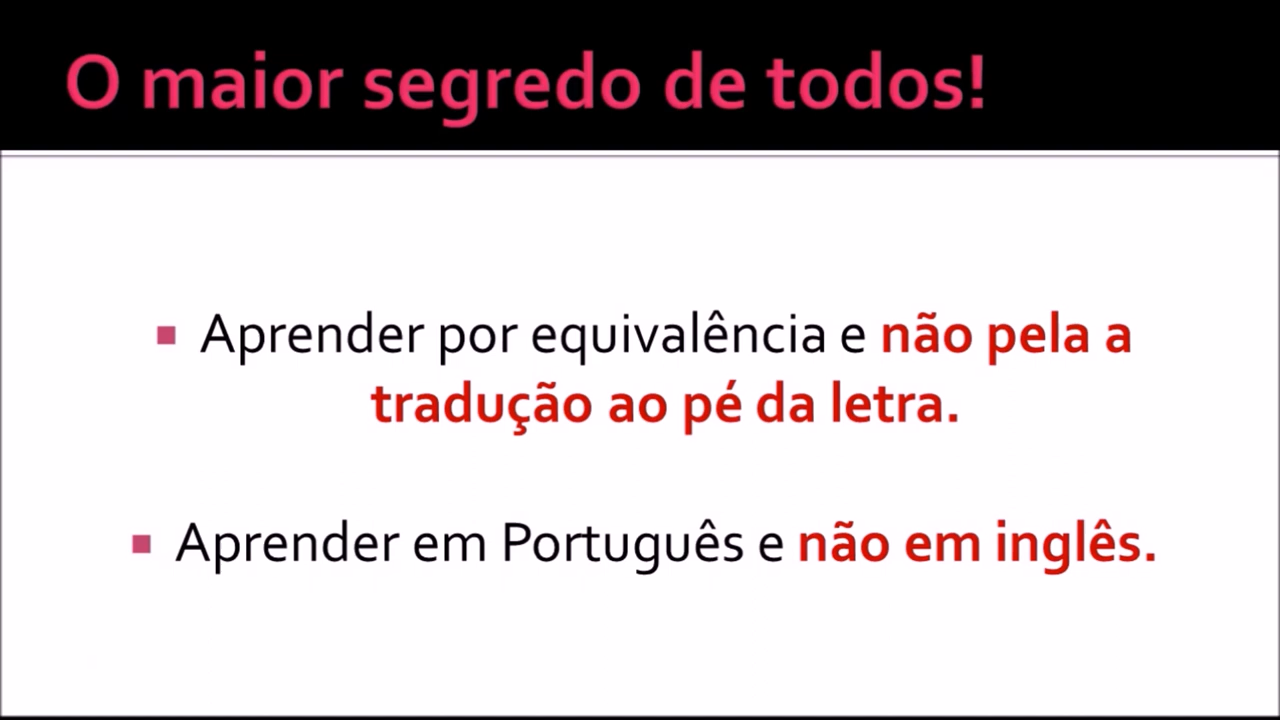 O maior segredo de todos!
Aprender por equivalência e não pela a
tradução ao pé da letra.
Aprender em Português e não em inglês.